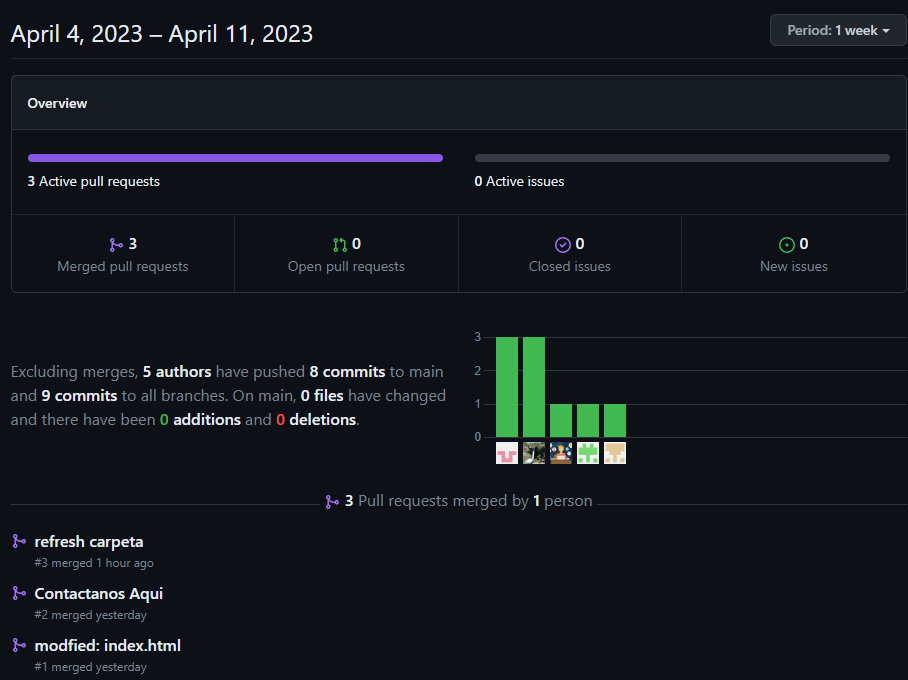 April 4, 2023 – April 11, 2023
Period: 1 week
Overview
3 Active pull requests
0 Active issues
3
Merged pull requests
0
Open pull requests
0
Closed issues
0
New issues
Excluding merges, 5 authors have pushed 8 commits to main
and 9 commits to all branches. On main, 0 files have changed
and there have been 0 additions and 0 deletions.
3
2
1
0
3 Pull requests merged by 1 person
refresh carpeta
#3 merged 1 hour ago
Contactanos Aqui
#2 merged yesterday
modfied: index.html
#1 merged yesterday